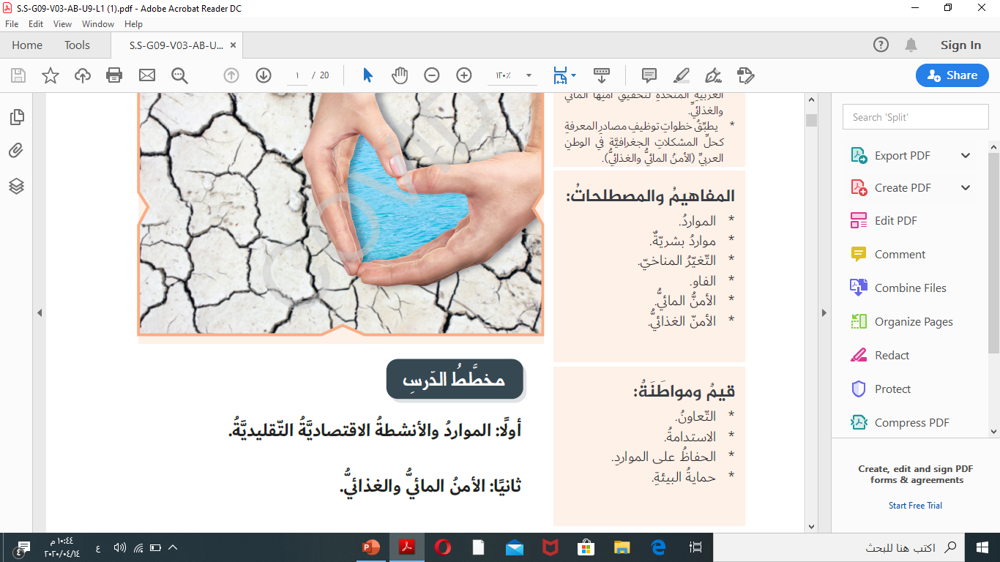 S.S-G09-V03-AB-U9-L1 (1).pdf - Adobe Acrobat Reader DC
File Edit View Window Help
Home Tools S.S-G09-V03-AB-U... × Sign In
١ / 20 ١٢٠٪ Share
العربيةِ المتحدةِ لتحقيقِ أمنِها المائيِّ
والغذائيِّ.
* يطبِّقُ خطواتِ توظيفِ مصادرِ المعرفةِ
كحلِّ المشكلاتِ الجغرافيَّة في الوطنِ
العربيِّ (الأمنُ المائيُّ والغذائيُّ).
المفاهيمُ والمصطلحاتُ:
* المواردُ.
* مواردُ بشريّةٌ.
* التّغيّرُ المناخيّ.
* الفاو.
* الأمنُّ المائيُّ.
* الأمنّ الغذائيُّ.
قيمُ ومواطَنَةُ:
* التّعاونُ.
* الاستدامةُ.
* الحفاظُ على المواردِ.
* حمايةُ البيئةِ.
مخطَّطُ الدّرسِ
أولًا: المواردُ والأنشطةُ الاقتصاديَّةُ التّقليديَّةُ.
ثانيًا: الأمنُ المائيُّ والغذائيُّ.
Search 'Split'
Export PDF
Create PDF
Edit PDF
Comment
Combine Files
Organize Pages
Redact
Protect
Compress PDF
Create, edit and sign PDF
forms & agreements
Start Free Trial
اكتب هنا للبحث
ع
١٠:٤٤ م
٢٠٢٠/٠٤/١٤
٤